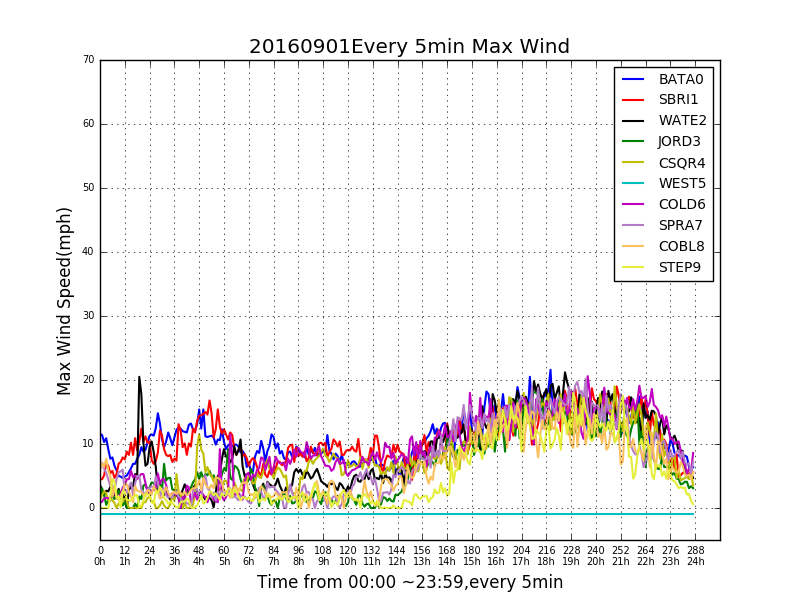 20160901Every 5min Max Wind
70
60
50
40
30
20
10
0
Max Wind Speed(mph)
BATA0
SBRI1
WATE2
JORD3
CSQR4
WEST5
COLD6
SPRA7
COBL8
STEP9
0 12 24 36 48 60 72 84 96 108 120 132 144 156 168 180 192 204 216 228 240 252 264 276 288
0h 1h 2h 3h 4h 5h 6h 7h 8h 9h 10h 11h 12h 13h 14h 15h 16h 17h 18h 19h 20h 21h 22h 23h 24h
Time from 00:00 ~23:59,every 5min